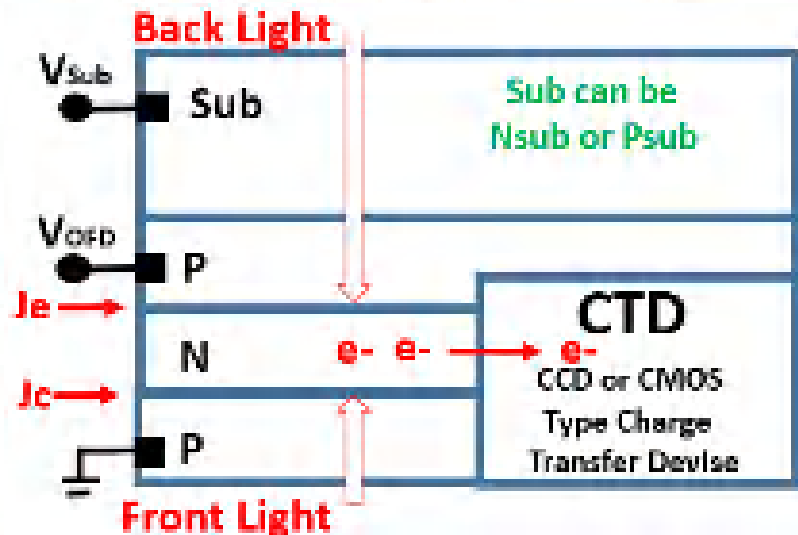 Back Light
VSub
Sub
Sub can be
Nsub or Psub
VOFD
P
Je
CTD
N
e- e- e-
CCD or CMOS
Jc
Type Charge
P
Transfer Devise
Front Light